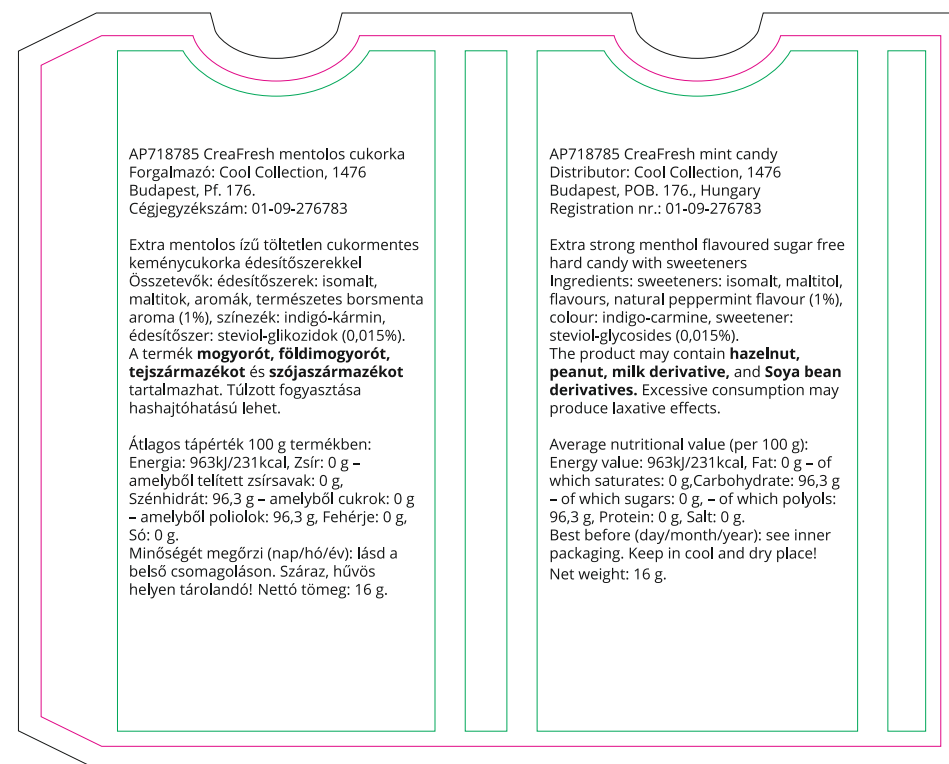 AP718785 CreaFresh mentolos cukorka
Forgalmazó: Cool Collection, 1476
Budapest, Pf. 176.
Cégjegyzékszám: 01-09-276783
Extra mentolos ízű töltetlen cukormentes
keménycukorka édesítőszerekkel
Összetevők: édesítőszerek: isomalt,
maltitok, aromák, természetes borsmenta
aroma (1%), színezék: indigó-kármin,
édesítőszer: steviol-glikozidok (0,015%).
A termék mogyorót, földimogyorót,
tejszármazékot és szójaszármazékot
tartalmazhat. Túlzott fogyasztása
hashajtóhatású lehet.
Átlagos tápérték 100 g termékben:
Energia: 963kJ/231kcal, Zsír: 0 g –
amelyből telített zsírsavak: 0 g,
Szénhidrát: 96,3 g – amelyből cukrok: 0 g
– amelyből poliolok: 96,3 g, Fehérje: 0 g,
Só: 0 g.
Minőségét megőrzi (nap/hó/év): lásd a
belső csomagoláson. Száraz, hűvös
helyen tárolandó! Nettó tömeg: 16 g.
AP718785 CreaFresh mint candy
Distributor: Cool Collection, 1476
Budapest, POB. 176., Hungary
Registration nr.: 01-09-276783
Extra strong menthol flavoured sugar free
hard candy with sweeteners
Ingredients: sweeteners: isomalt, maltitol,
flavours, natural peppermint flavour (1%),
colour: indigo-carmine, sweetener:
steviol-glycosides (0,015%).
The product may contain hazelnut,
peanut, milk derivative, and Soya bean
derivatives. Excessive consumption may
produce laxative effects.
Average nutritional value (per 100 g):
Energy value: 963kJ/231kcal, Fat: 0 g – of
which saturates: 0 g,Carbohydrate: 96,3 g
– of which sugars: 0 g, – of which polyols:
96,3 g, Protein: 0 g, Salt: 0 g.
Best before (day/month/year): see inner
packaging. Keep in cool and dry place!
Net weight: 16 g.